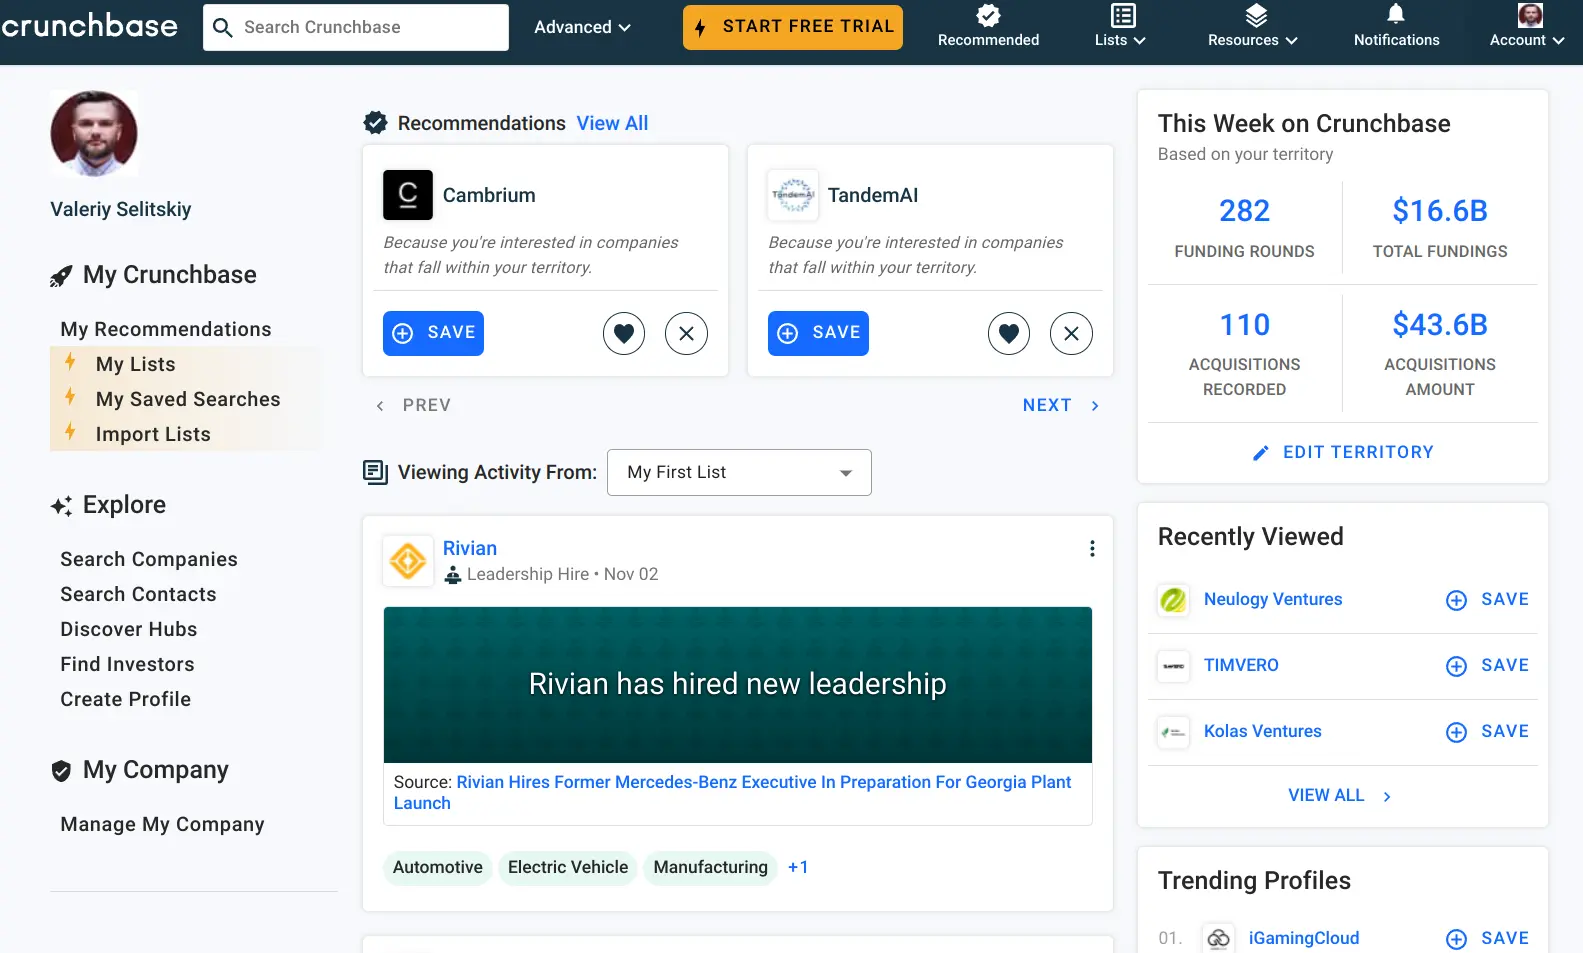 crunchbase
Search Crunchbase
Advanced
START FREE TRIAL
Recommended
Lists
Resources
Notifications
Account
Valeriy Selitskiy
My Crunchbase
My Recommendations
My Lists
My Saved Searches
Import Lists
Explore
Search Companies
Search Contacts
Discover Hubs
Find Investors
Create Profile
My Company
Manage My Company
Recommendations View All
C Cambrium
Because you're interested in companies
that fall within your territory.
SAVE
TandemAI TandemAI
Because you're interested in companies
that fall within your territory.
SAVE
PREV
NEXT
Viewing Activity From: My First List
Rivian
Leadership Hire • Nov 02
Rivian has hired new leadership
Source: Rivian Hires Former Mercedes-Benz Executive In Preparation For Georgia Plant
Launch
Automotive Electric Vehicle Manufacturing +1
This Week on Crunchbase
Based on your territory
282
FUNDING ROUNDS
$16.6B
TOTAL FUNDINGS
110
ACQUISITIONS
RECORDED
$43.6B
ACQUISITIONS
AMOUNT
EDIT TERRITORY
Recently Viewed
Neulogy Ventures SAVE
TIMVERO SAVE
Kolas Ventures SAVE
VIEW ALL
Trending Profiles
01. iGamingCloud SAVE